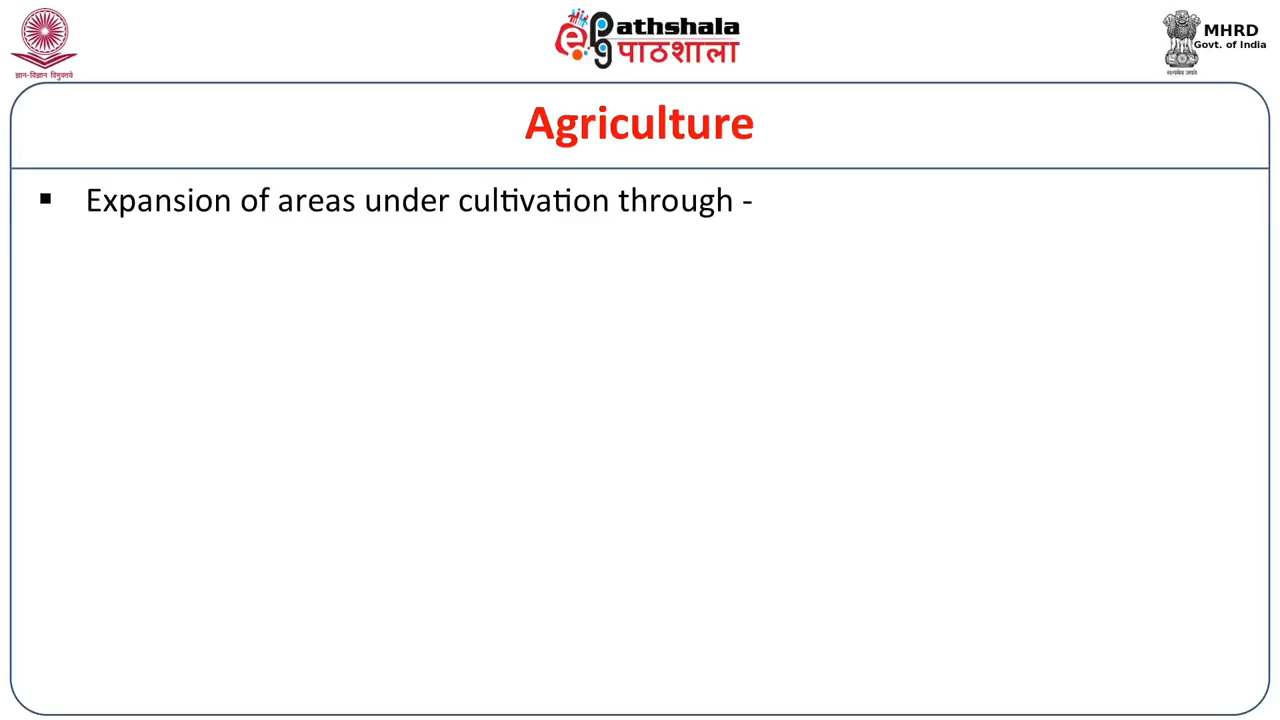 ज्ञान-विज्ञान विमुक्तये
ePathshala
पाठशाला
MHRD
Govt. of India
सत्यमेव जयते
Agriculture
▪ Expansion of areas under cultivation through -